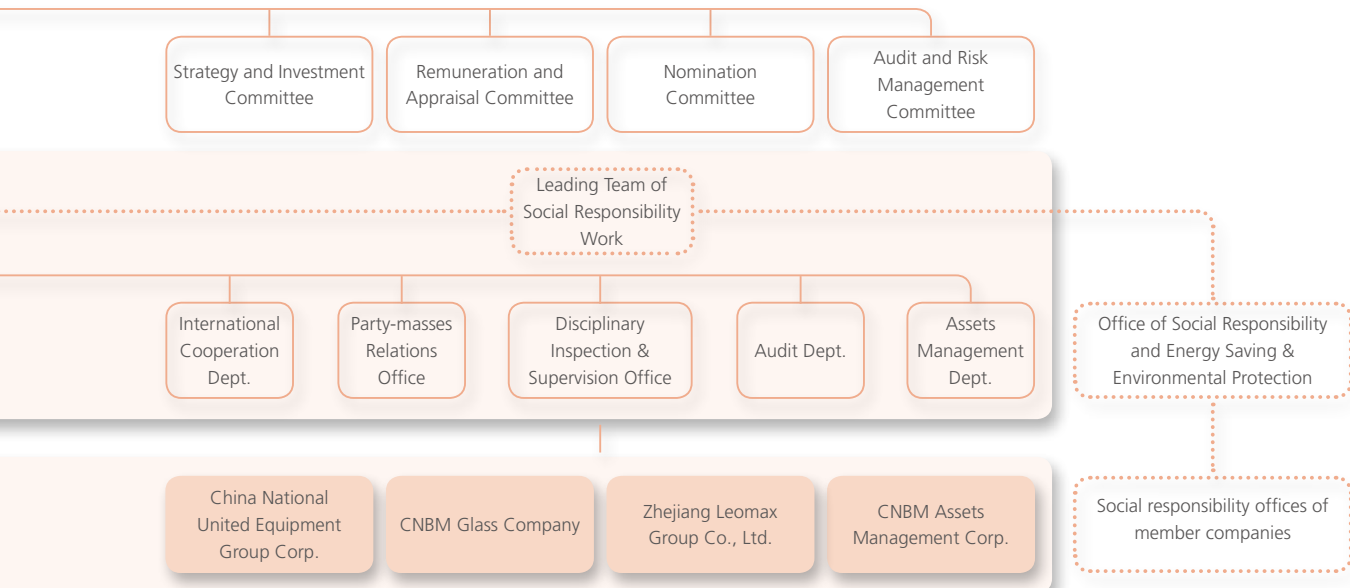 Strategy and Investment
Committee
Remuneration and
Appraisal Committee
Nomination
Committee
Audit and Risk
Management
Committee
Leading Team of
Social Responsibility
Work
International
Cooperation
Dept.
Party-masses
Relations
Office
Disciplinary
Inspection &
Supervision Office
Audit Dept.
Assets
Management
Dept.
Office of Social Responsibility
and Energy Saving &
Environmental Protection
China National
United Equipment
Group Corp.
CNBM Glass Company
Zhejiang Leomax
Group Co., Ltd.
CNBM Assets
Management Corp.
Social responsibility offices of
member companies